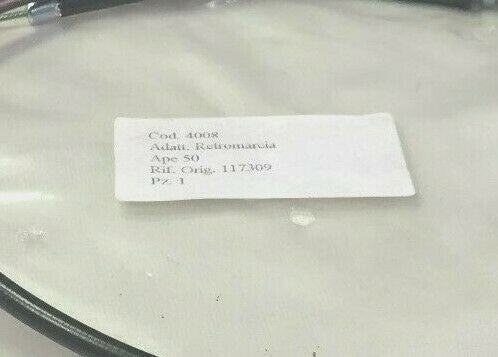 Cod. 4008
Adatt. Retromarcia
Ape 50
Rif. Orig. 117309
Pz. 1